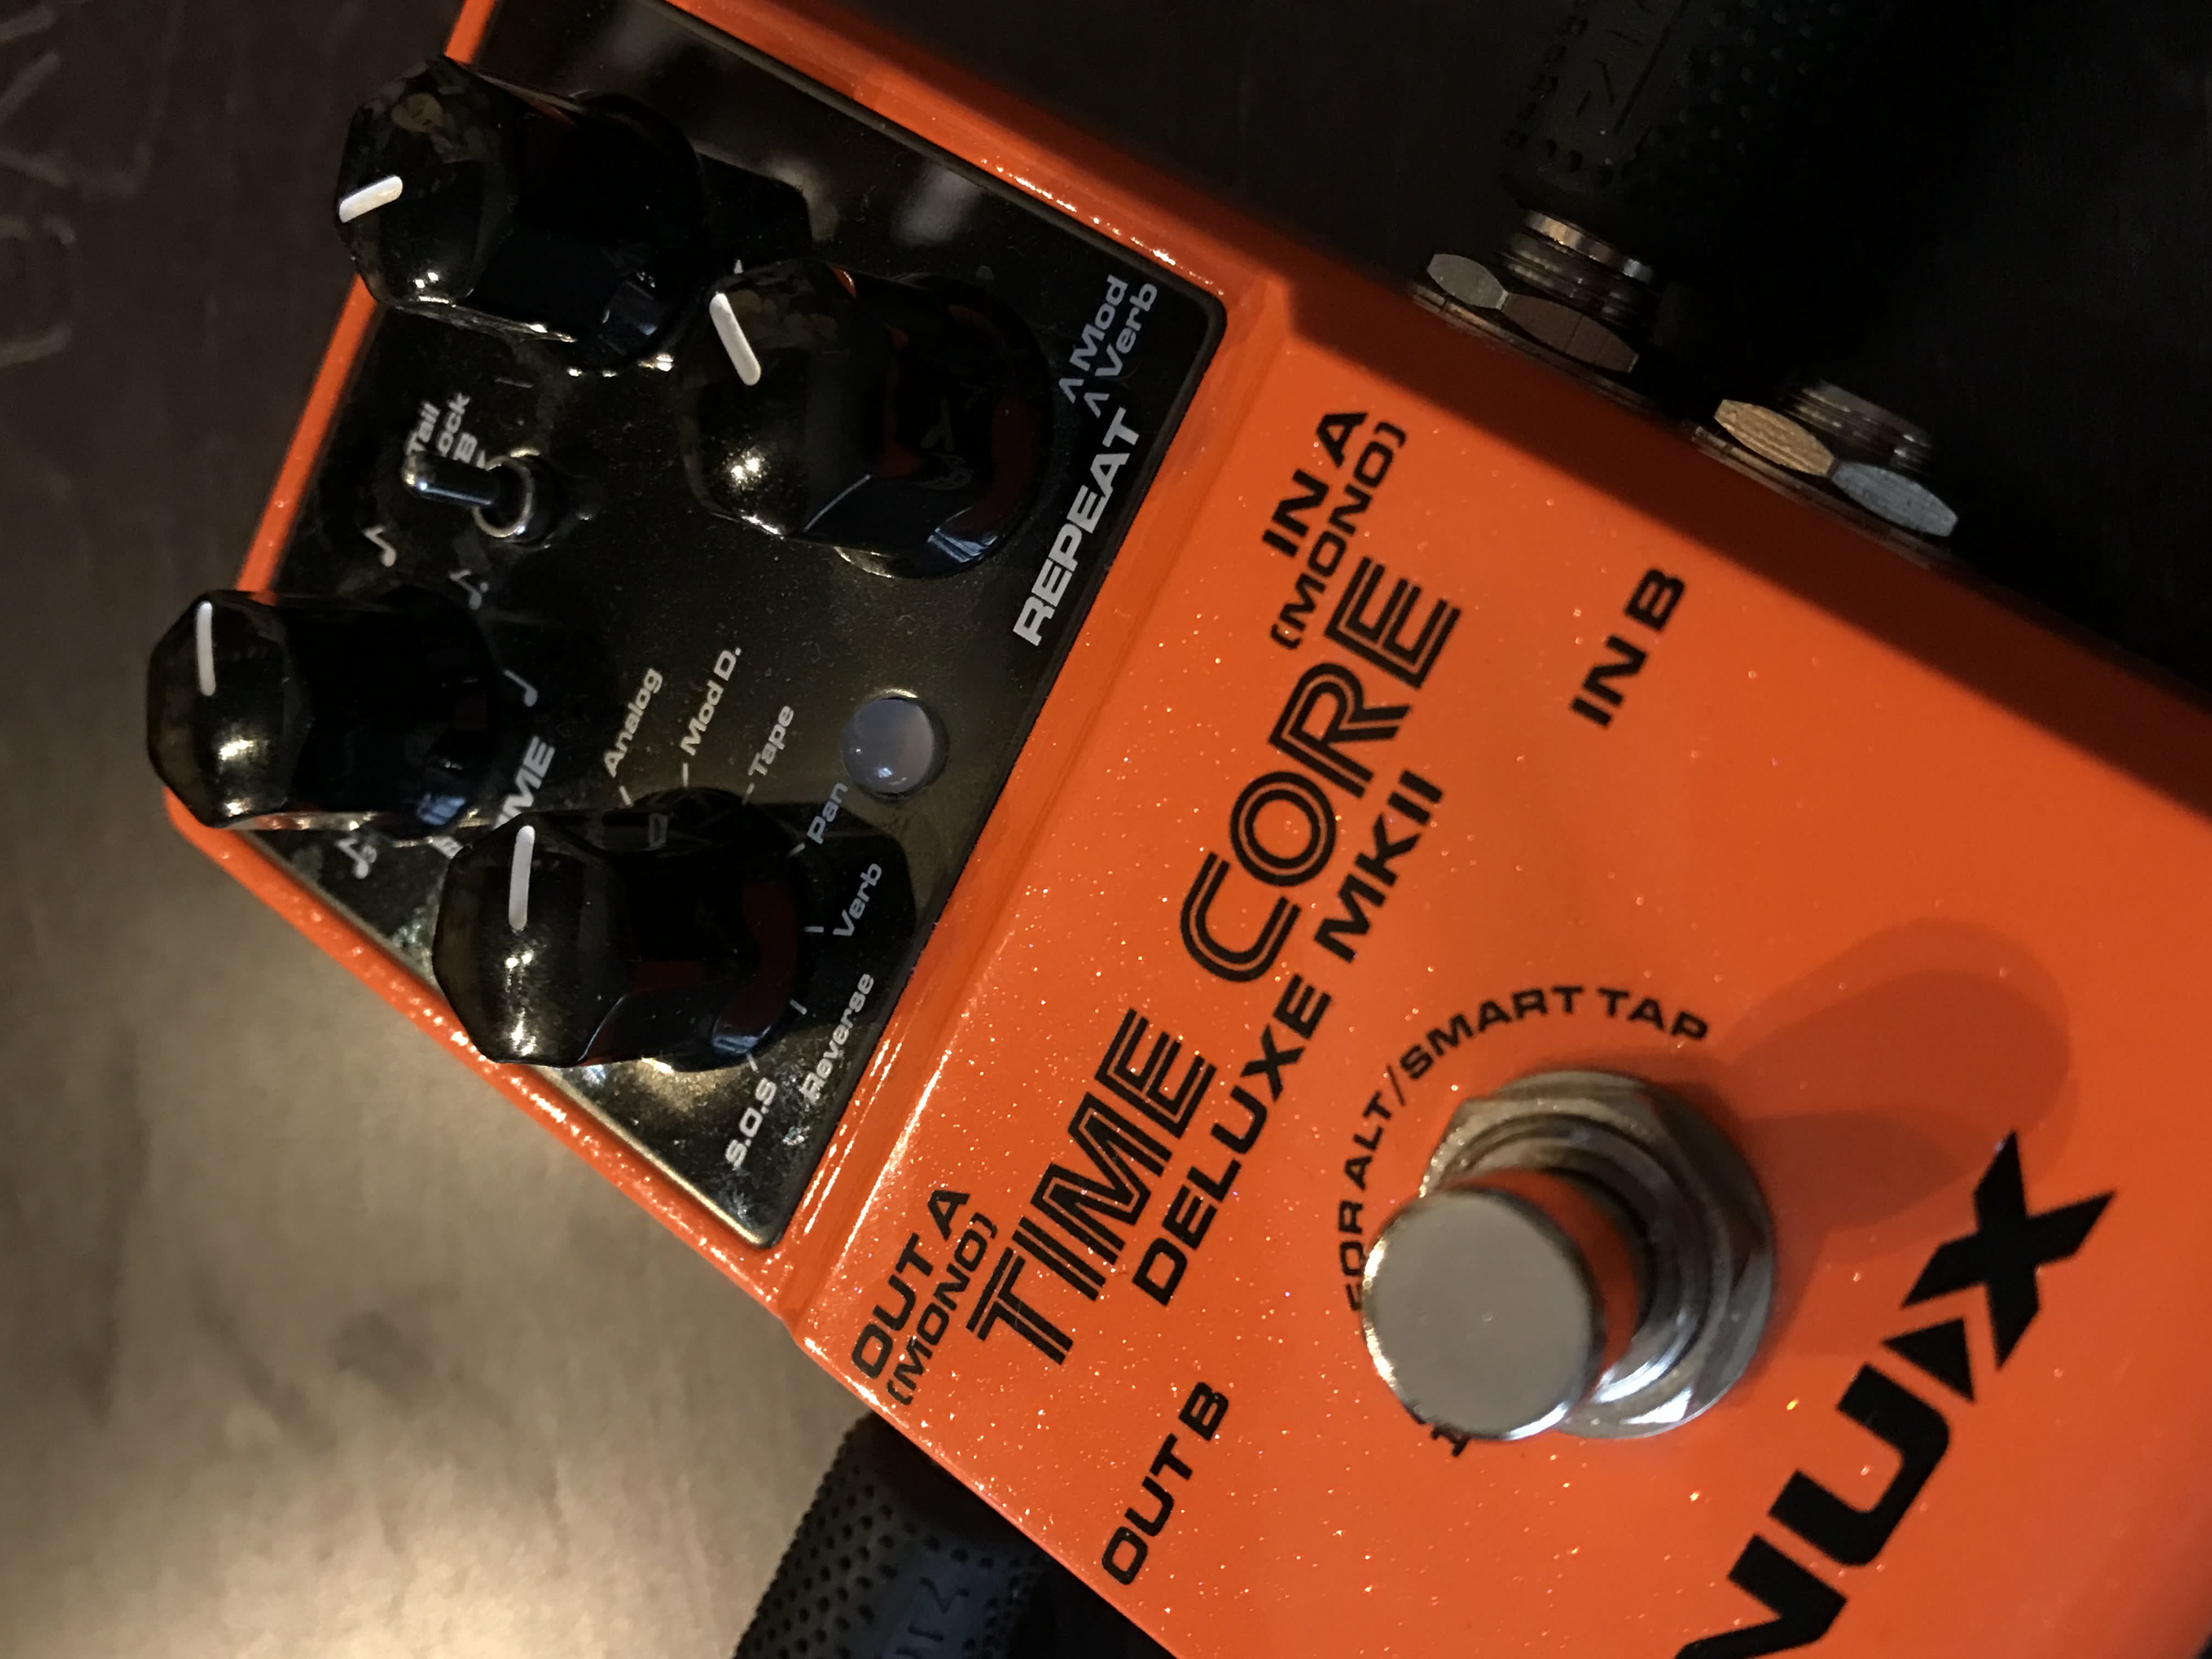 Tail
B
Analog
Mod D.
Tape
Pan
Verb
Reverse
S.O.S
REPEAT
∧ Mod
∧ Verb
OUT A
(MONO)
TIME CORE
DELUXE MKII
OUT B
IN A
(MONO)
FOR ALT/SMART TAP
IN B
NUX